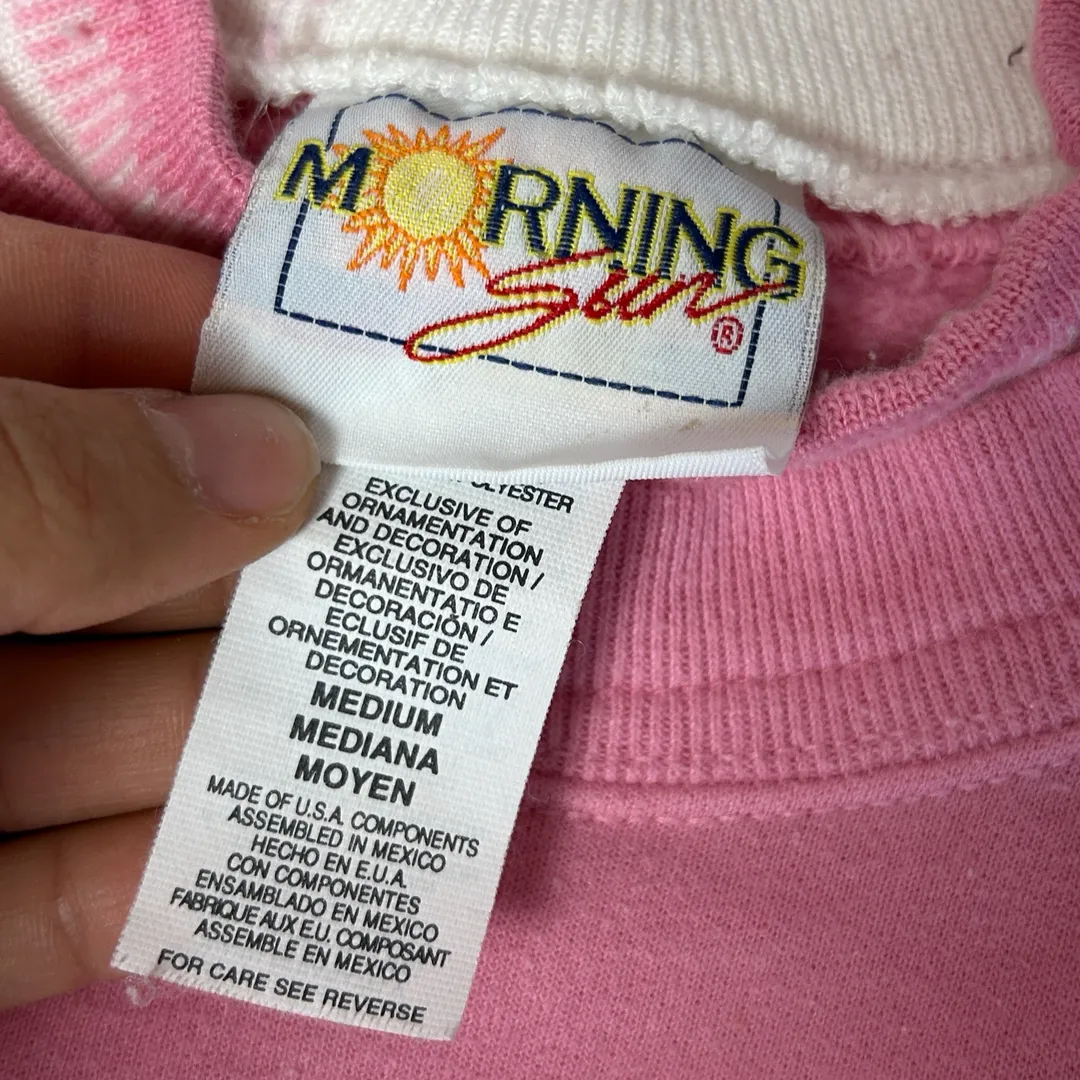 MORNING
Sun ®
EXCLUSIVE OF
ORNAMENTATION
AND DECORATION /
EXCLUSIVO DE
ORMANENTATIO E
DECORACIÓN /
ECLUSIF DE
ORNEMENTATION ET
DECORATION
MEDIUM
MEDIANA
MOYEN
MADE OF U.S.A. COMPONENTS
ASSEMBLED IN MEXICO
HECHO EN E.U.A.
CON COMPONENTES
ENSAMBLADO EN MEXICO
FABRIQUE AUX E.U. COMPOSANT
ASSEMBLE EN MEXICO
FOR CARE SEE REVERSE